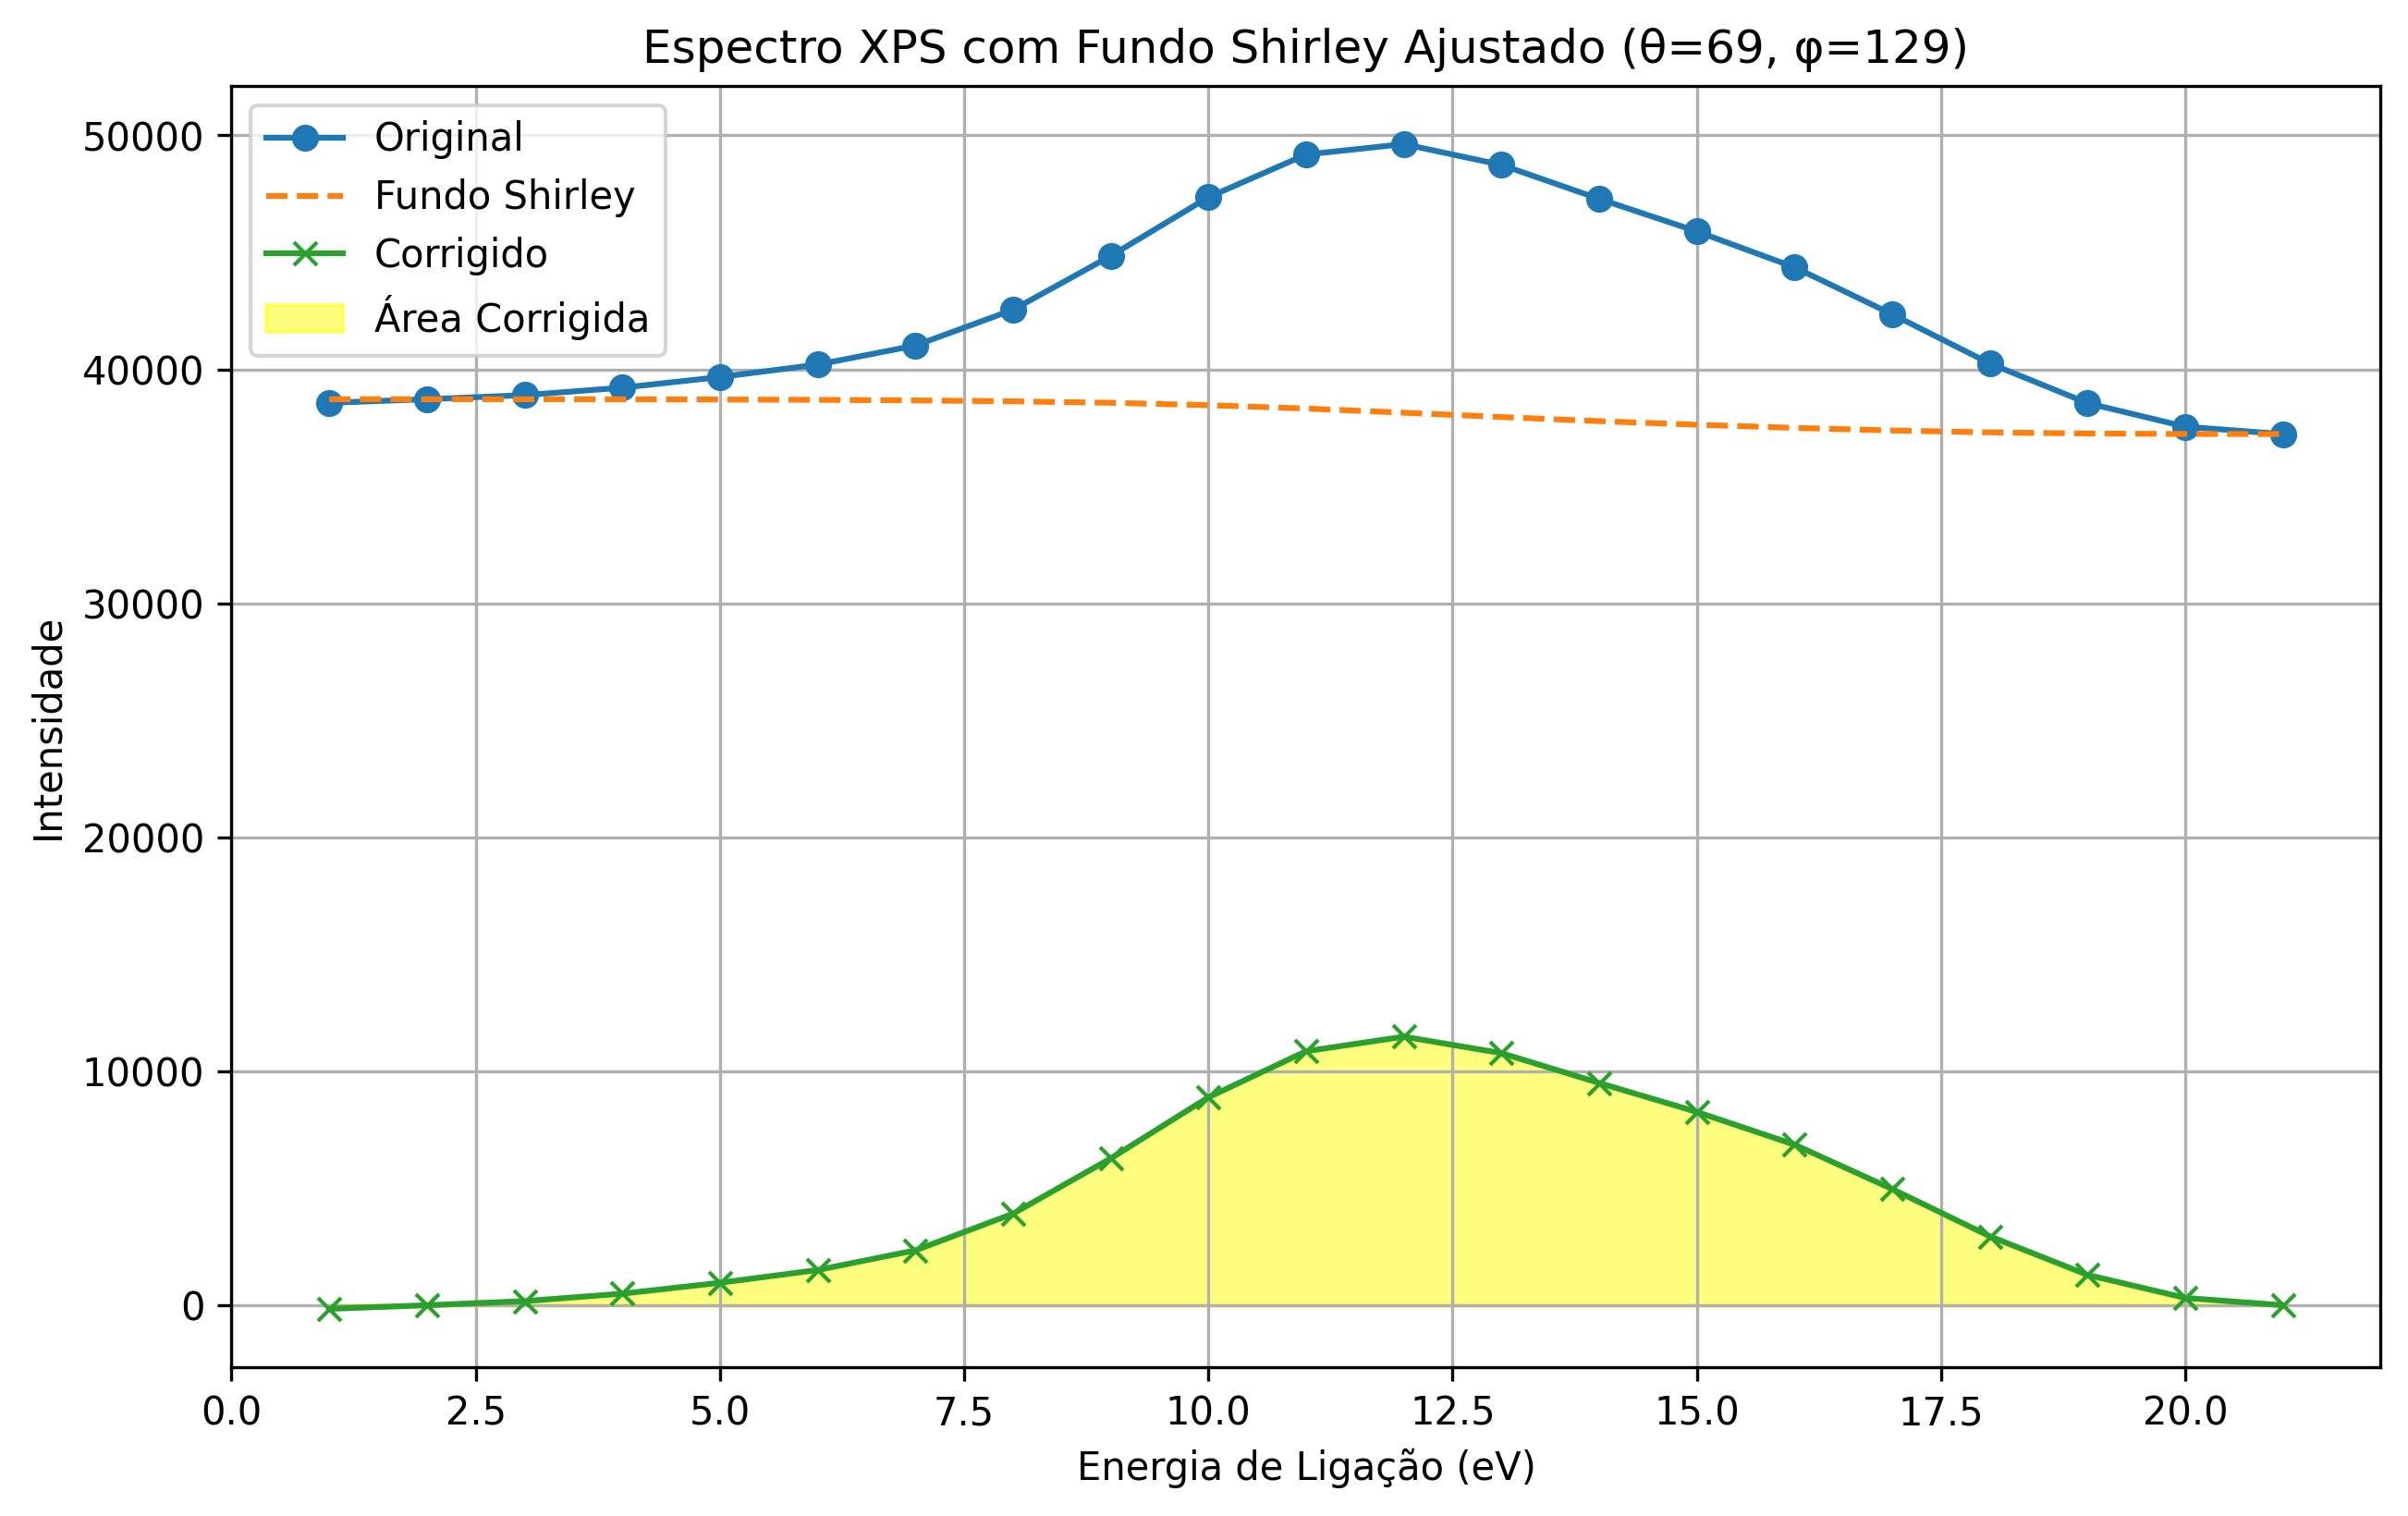 Espectro XPS com Fundo Shirley Ajustado (θ=69, φ=129)
Original
Fundo Shirley
Corrigido
Área Corrigida
50000
40000
30000
20000
10000
0
Intensidade
0.0 2.5 5.0 7.5 10.0 12.5 15.0 17.5 20.0
Energia de Ligação (eV)